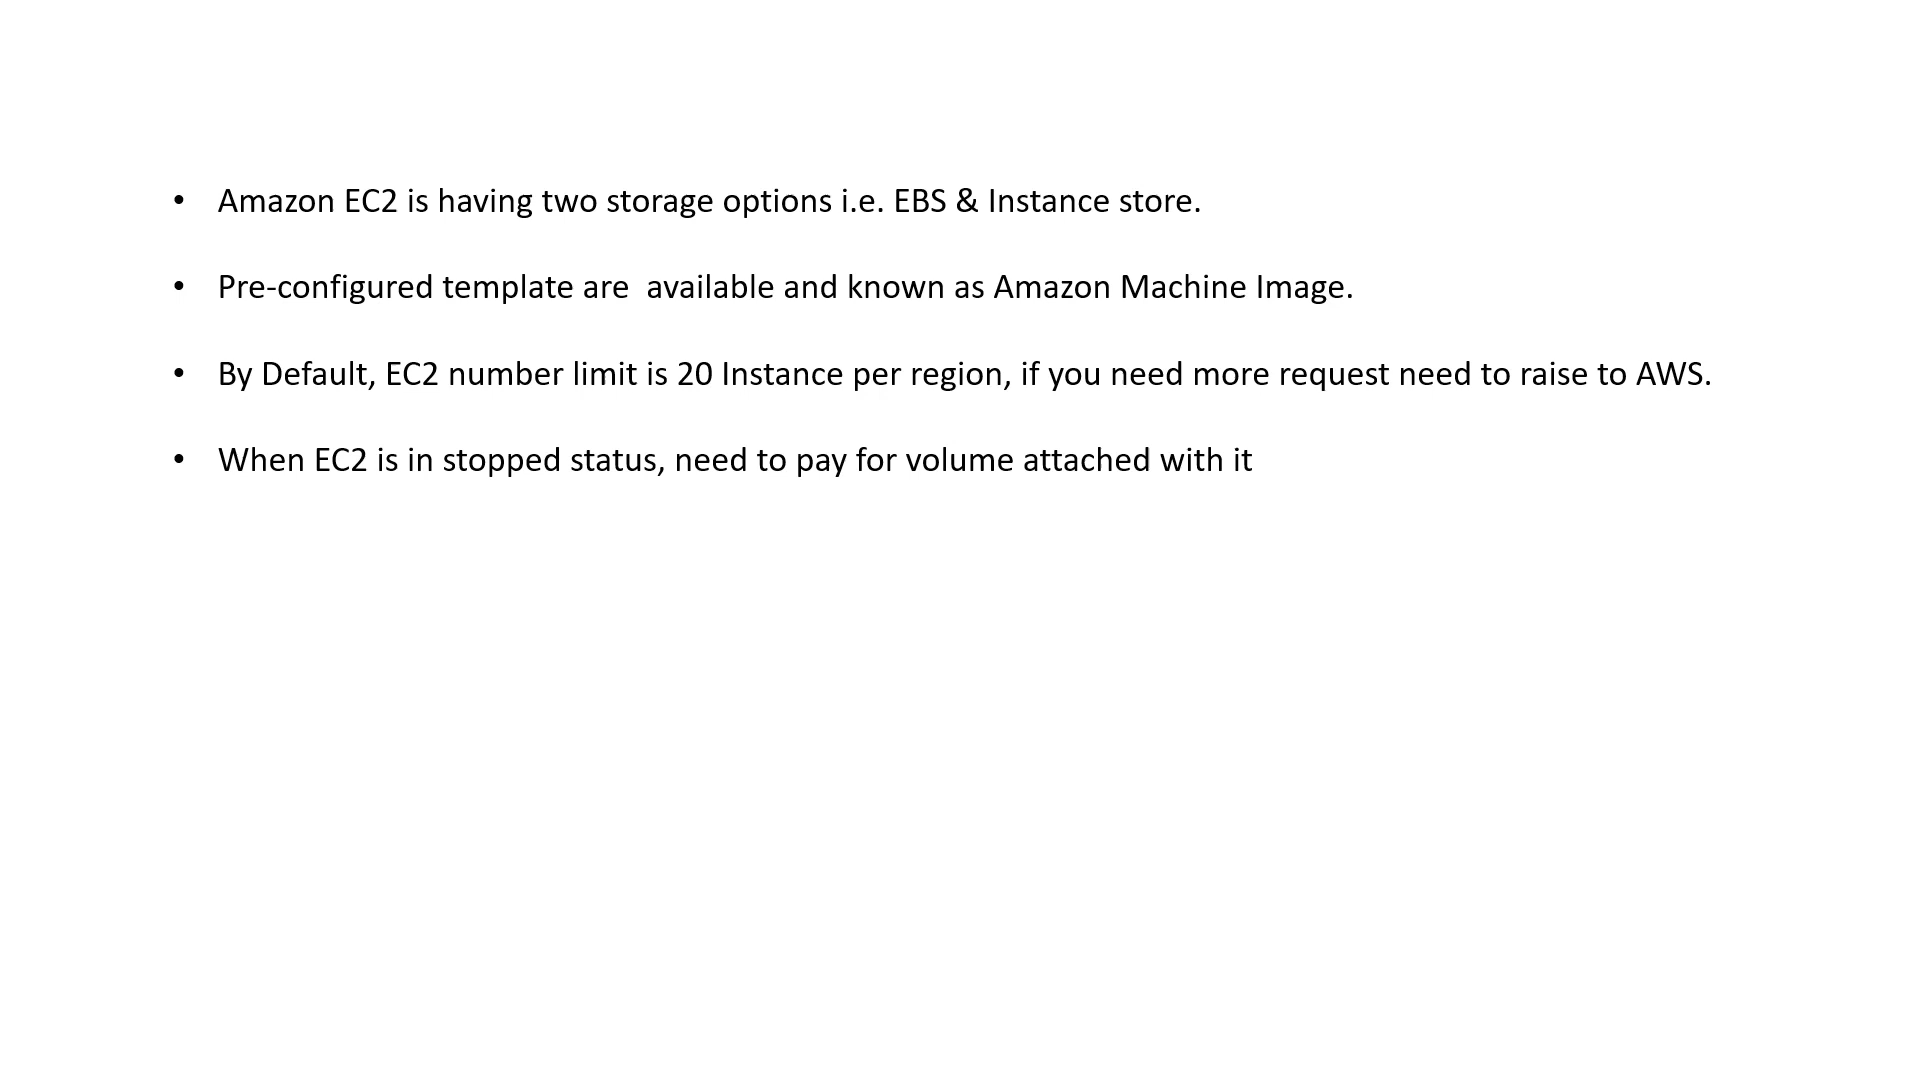 • Amazon EC2 is having two storage options i.e. EBS & Instance store.
• Pre-configured template are  available and known as Amazon Machine Image.
• By Default, EC2 number limit is 20 Instance per region, if you need more request need to raise to AWS.
• When EC2 is in stopped status, need to pay for volume attached with it